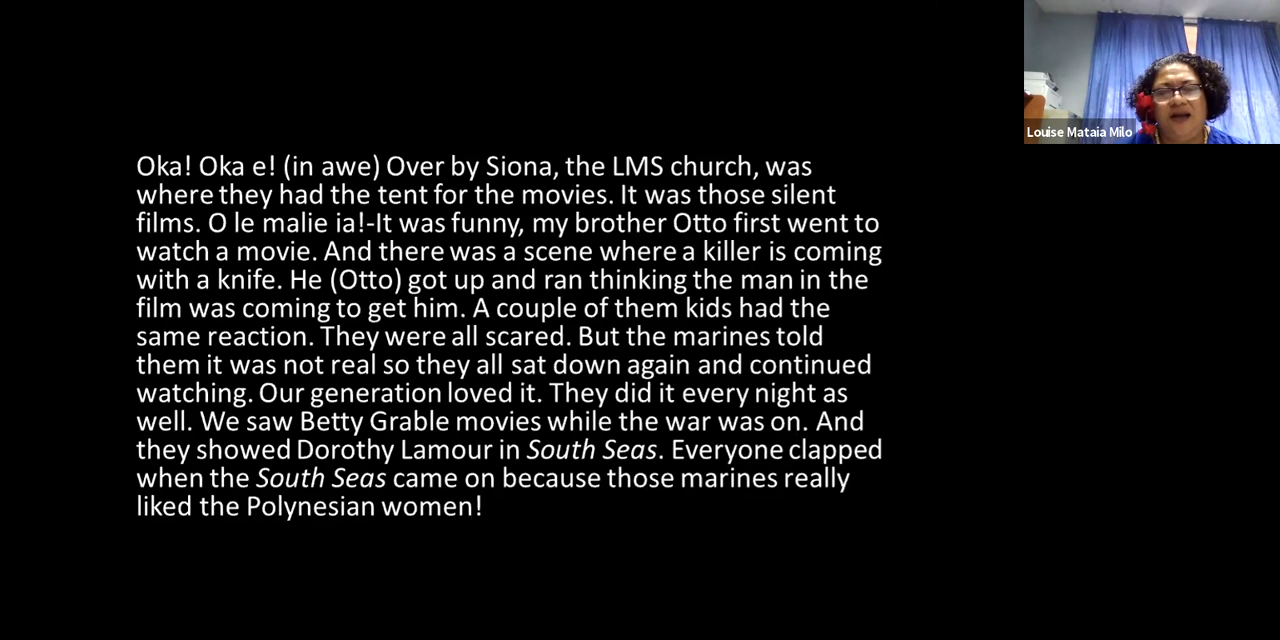 Oka! Oka e! (in awe) Over by Siona, the LMS church, was
where they had the tent for the movies. It was those silent
films. O le malie ia!-It was funny, my brother Otto first went to
watch a movie. And there was a scene where a killer is coming
with a knife. He (Otto) got up and ran thinking the man in the
film was coming to get him. A couple of them kids had the
same reaction. They were all scared. But the marines told
them it was not real so they all sat down again and continued
watching. Our generation loved it. They did it every night as
well. We saw Betty Grable movies while the war was on. And
they showed Dorothy Lamour in South Seas. Everyone clapped
when the South Seas came on because those marines really
liked the Polynesian women!
Louise Mataia Milo